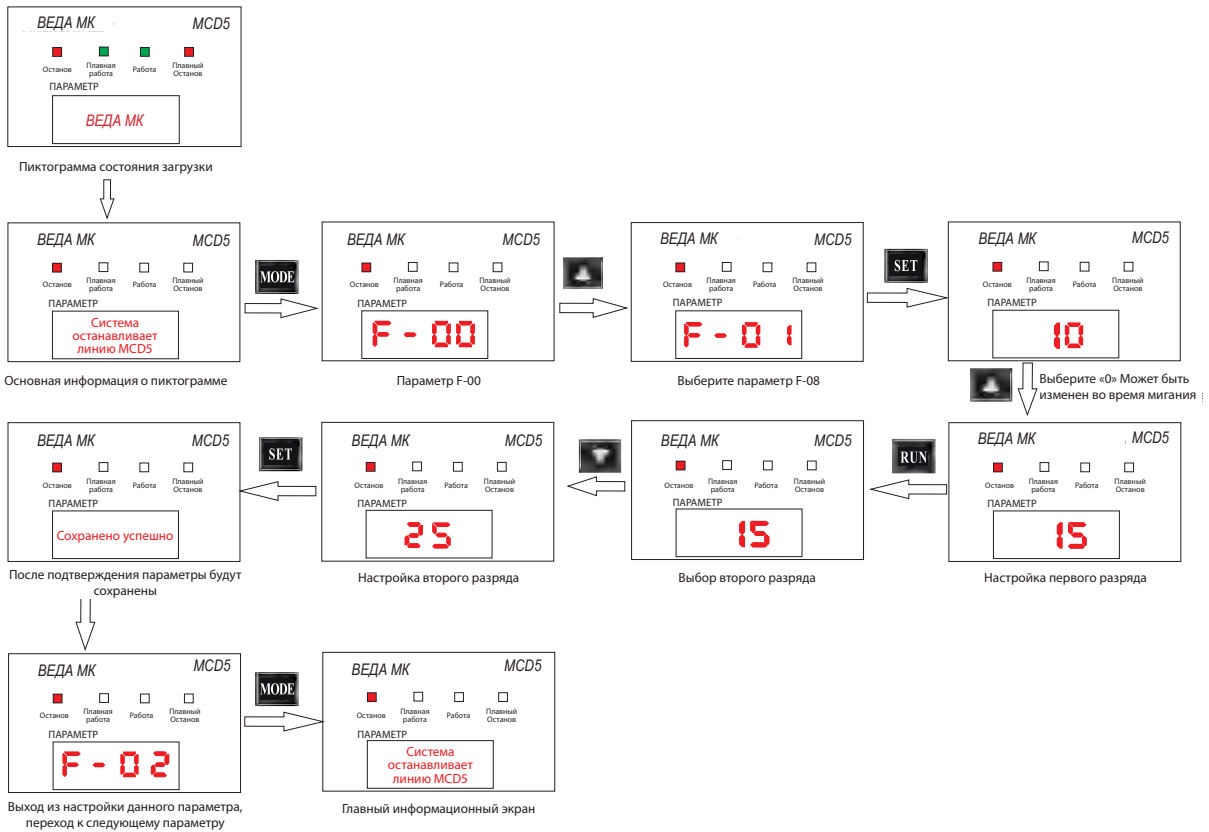 ВЕДА МК MCD5
Останов Плавная работа Работа Плавный Останов
ПАРАМЕТР
ВЕДА МК
Пиктограмма состояния загрузки
ВЕДА МК MCD5
Останов Плавная работа Работа Плавный Останов
ПАРАМЕТР
Система
останавливает
линию MCD5
Основная информация о пиктограмме
MODE
ВЕДА МК MCD5
Останов Плавная работа Работа Плавный Останов
ПАРАМЕТР
F-00
Параметр F-00
ВЕДА МК MCD5
Останов Плавная работа Работа Плавный Останов
ПАРАМЕТР
F-01
Выберите параметр F-08
SET
ВЕДА МК MCD5
Останов Плавная работа Работа Плавный Останов
ПАРАМЕТР
10
Выберите «0» Может быть
изменен во время мигания
ВЕДА МК MCD5
Останов Плавная работа Работа Плавный Останов
ПАРАМЕТР
15
Настройка первого разряда
RUN
ВЕДА МК MCD5
Останов Плавная работа Работа Плавный Останов
ПАРАМЕТР
15
Выбор второго разряда
ВЕДА МК MCD5
Останов Плавная работа Работа Плавный Останов
ПАРАМЕТР
25
Настройка второго разряда
SET
ВЕДА МК MCD5
Останов Плавная работа Работа Плавный Останов
ПАРАМЕТР
Сохранено успешно
После подтверждения параметры будут
сохранены
ВЕДА МК MCD5
Останов Плавная работа Работа Плавный Останов
ПАРАМЕТР
F-02
Выход из настройки данного параметра,
переход к следующему параметру
MODE
ВЕДА МК MCD5
Останов Плавная работа Работа Плавный Останов
ПАРАМЕТР
Система
останавливает
линию MCD5
Главный информационный экран